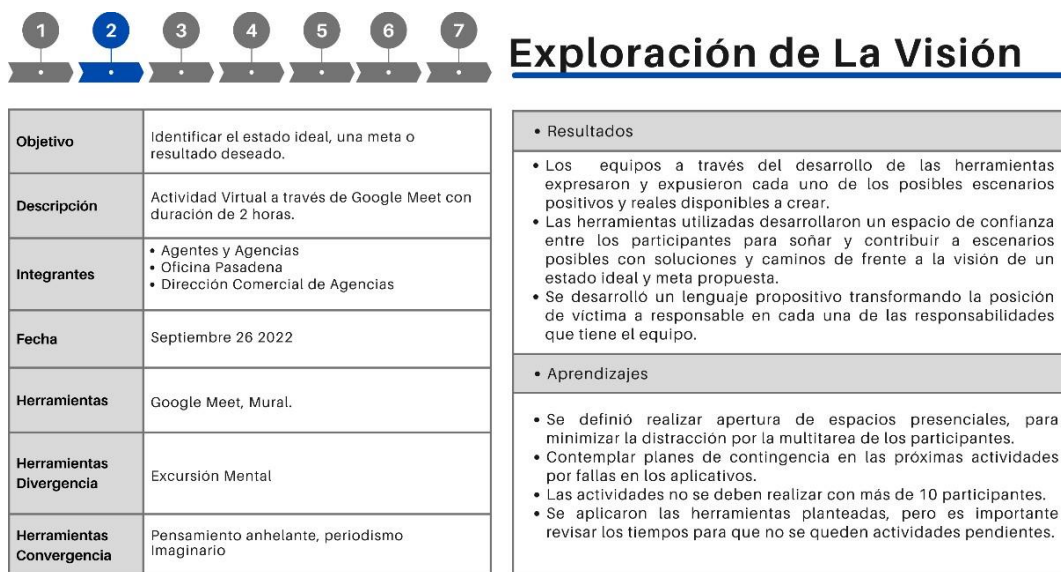 1 2 3 4 5 6 7
Exploración de La Visión
Objetivo
Identificar el estado ideal, una meta o
resultado deseado.
Descripción
Actividad Virtual a través de Google Meet con
duración de 2 horas.
Integrantes
• Agentes y Agencias
• Oficina Pasadena
• Dirección Comercial de Agencias
Fecha
Septiembre 26 2022
Herramientas
Google Meet, Mural.
Herramientas
Divergencia
Excursión Mental
Herramientas
Convergencia
Pensamiento anhelante, periodismo
Imaginario
• Resultados
• Los equipos a través del desarrollo de las herramientas
expresaron y expusieron cada uno de los posibles escenarios
positivos y reales disponibles a crear.
• Las herramientas utilizadas desarrollaron un espacio de confianza
entre los participantes para soñar y contribuir a escenarios
posibles con soluciones y caminos de frente a la visión de un
estado ideal y meta propuesta.
• Se desarrolló un lenguaje propositivo transformando la posición
de víctima a responsable en cada una de las responsabilidades
que tiene el equipo.
• Aprendizajes
• Se definió realizar apertura de espacios presenciales, para
minimizar la distracción por la multitarea de los participantes.
• Contemplar planes de contingencia en las próximas actividades
por fallas en los aplicativos.
• Las actividades no se deben realizar con más de 10 participantes.
• Se aplicaron las herramientas planteadas, pero es importante
revisar los tiempos para que no se queden actividades pendientes.